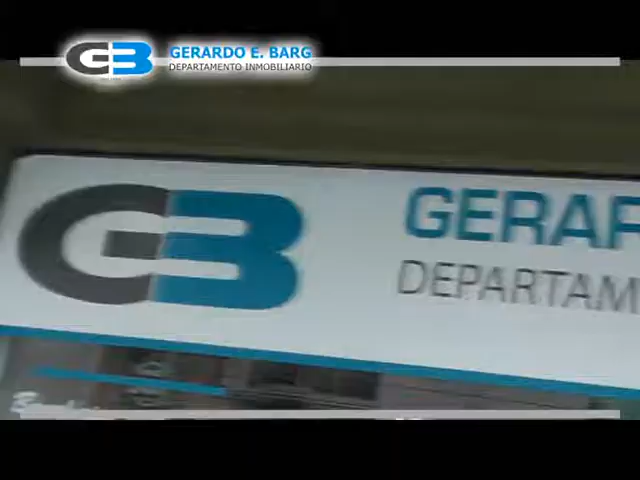 GB GERARDO E. BARG
DEPARTAMENTO INMOBILIARIO
GB GERAR
DEPARTAM